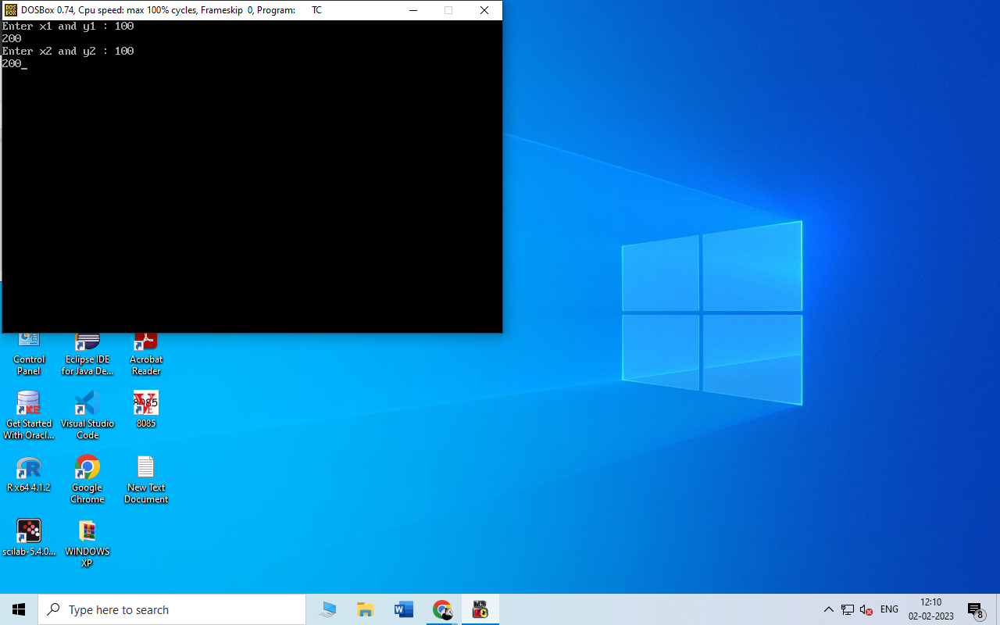 DOSBox 0.74, Cpu speed: max 100% cycles, Frameskip 0, Program: TC
Enter x1 and y1 : 100
200
Enter x2 and y2 : 100
200_
Control Panel
Eclipse IDE for Java De...
Acrobat Reader
Get Started With Oracl...
Visual Studio Code
8085
R x64 4.1.2
Google Chrome
New Text Document
scilab-5.4.0...
WINDOWS XP
Type here to search
ENG
12:10
02-02-2023
8